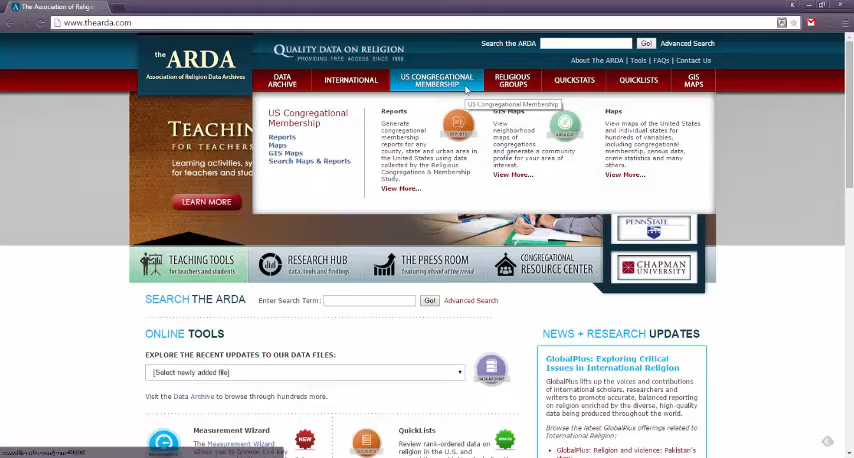 The Association of Religio
www.thearda.com
the ARDA
Association of Religion Data Archives
QUALITY DATA ON RELIGION
PROVIDING FREE ACCESS SINCE 1998
Search the ARDA
Go!
Advanced Search
About The ARDA | Tools | FAQs | Contact Us
DATA ARCHIVE
INTERNATIONAL
US CONGREGATIONAL MEMBERSHIP
RELIGIOUS GROUPS
QUICKSTATS
QUICKLISTS
GIS MAPS
US Congregational Membership
TEACHIN
FOR TEACHERS
Learning activities, sy
for teachers and stude
LEARN MORE
US Congregational
Membership
Reports
Maps
GIS Maps
Search Maps & Reports
Reports
Generate
congregational
membership
reports for any
county, state and urban area in
the United States using data
collected by the Religious
Congregations & Membership
Study.
View More...
REPORTS
GIS Maps
View
neighborhood
maps of
congregations
and generate a community
profile for your area of
interest.
View More...
Maps
View maps of the United States
and individual states for
hundreds of variables,
including congregational
membership, census data,
crime statistics and many
others.
View More...
PENNSTATE
CHAPMAN
UNIVERSITY
TEACHING TOOLS
for teachers and students
RESEARCH HUB
data, tools and findings
THE PRESS ROOM
Featuring ahead of the trend
CONGREGATIONAL
RESOURCE CENTER
SEARCH THE ARDA
Enter Search Term:
Go!
Advanced Search
ONLINE TOOLS
EXPLORE THE RECENT UPDATES TO OUR DATA FILES:
[Select newly added file]
Visit the Data Archive to browse through hundreds more.
Measurement Wizard
The Measurement Wizard
NEW
QuickLists
Review rank-ordered data on
religion in the U.S. and
NEWS + RESEARCH UPDATES
GlobalPlus: Exploring Critical
Issues in International Religion
GlobalPlus lifts up the voices and contributions
of international scholars, researchers and
writers to promote accurate, balanced reporting
on religion enriched by the diverse, high-quality
data being produced throughout the world.
Browse the latest GlobalPlus offerings related to
International Religion:
GlobalPlus: Religion and violence: Pakistan's